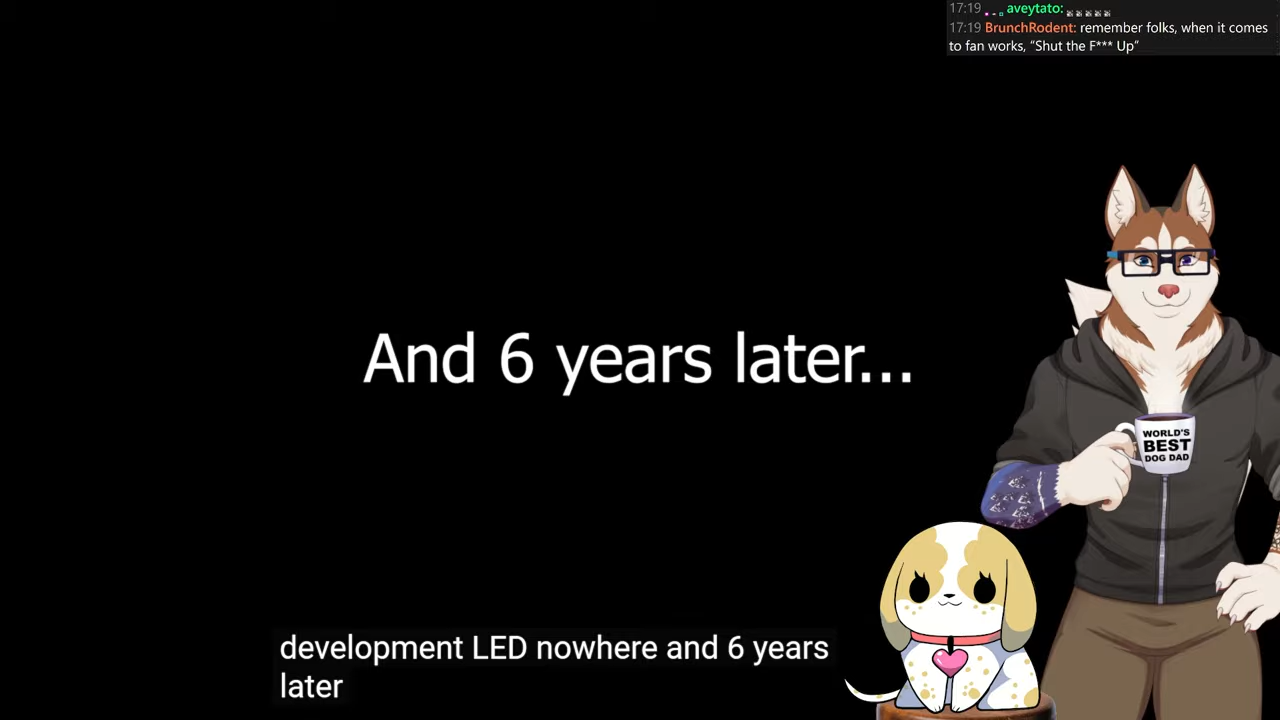 17:19 aveytato:
17:19 BrunchRodent: remember folks, when it comes
to fan works, “Shut the F*** Up”
And 6 years later...
WORLD'S
BEST
DOG DAD
development LED nowhere and 6 years
later